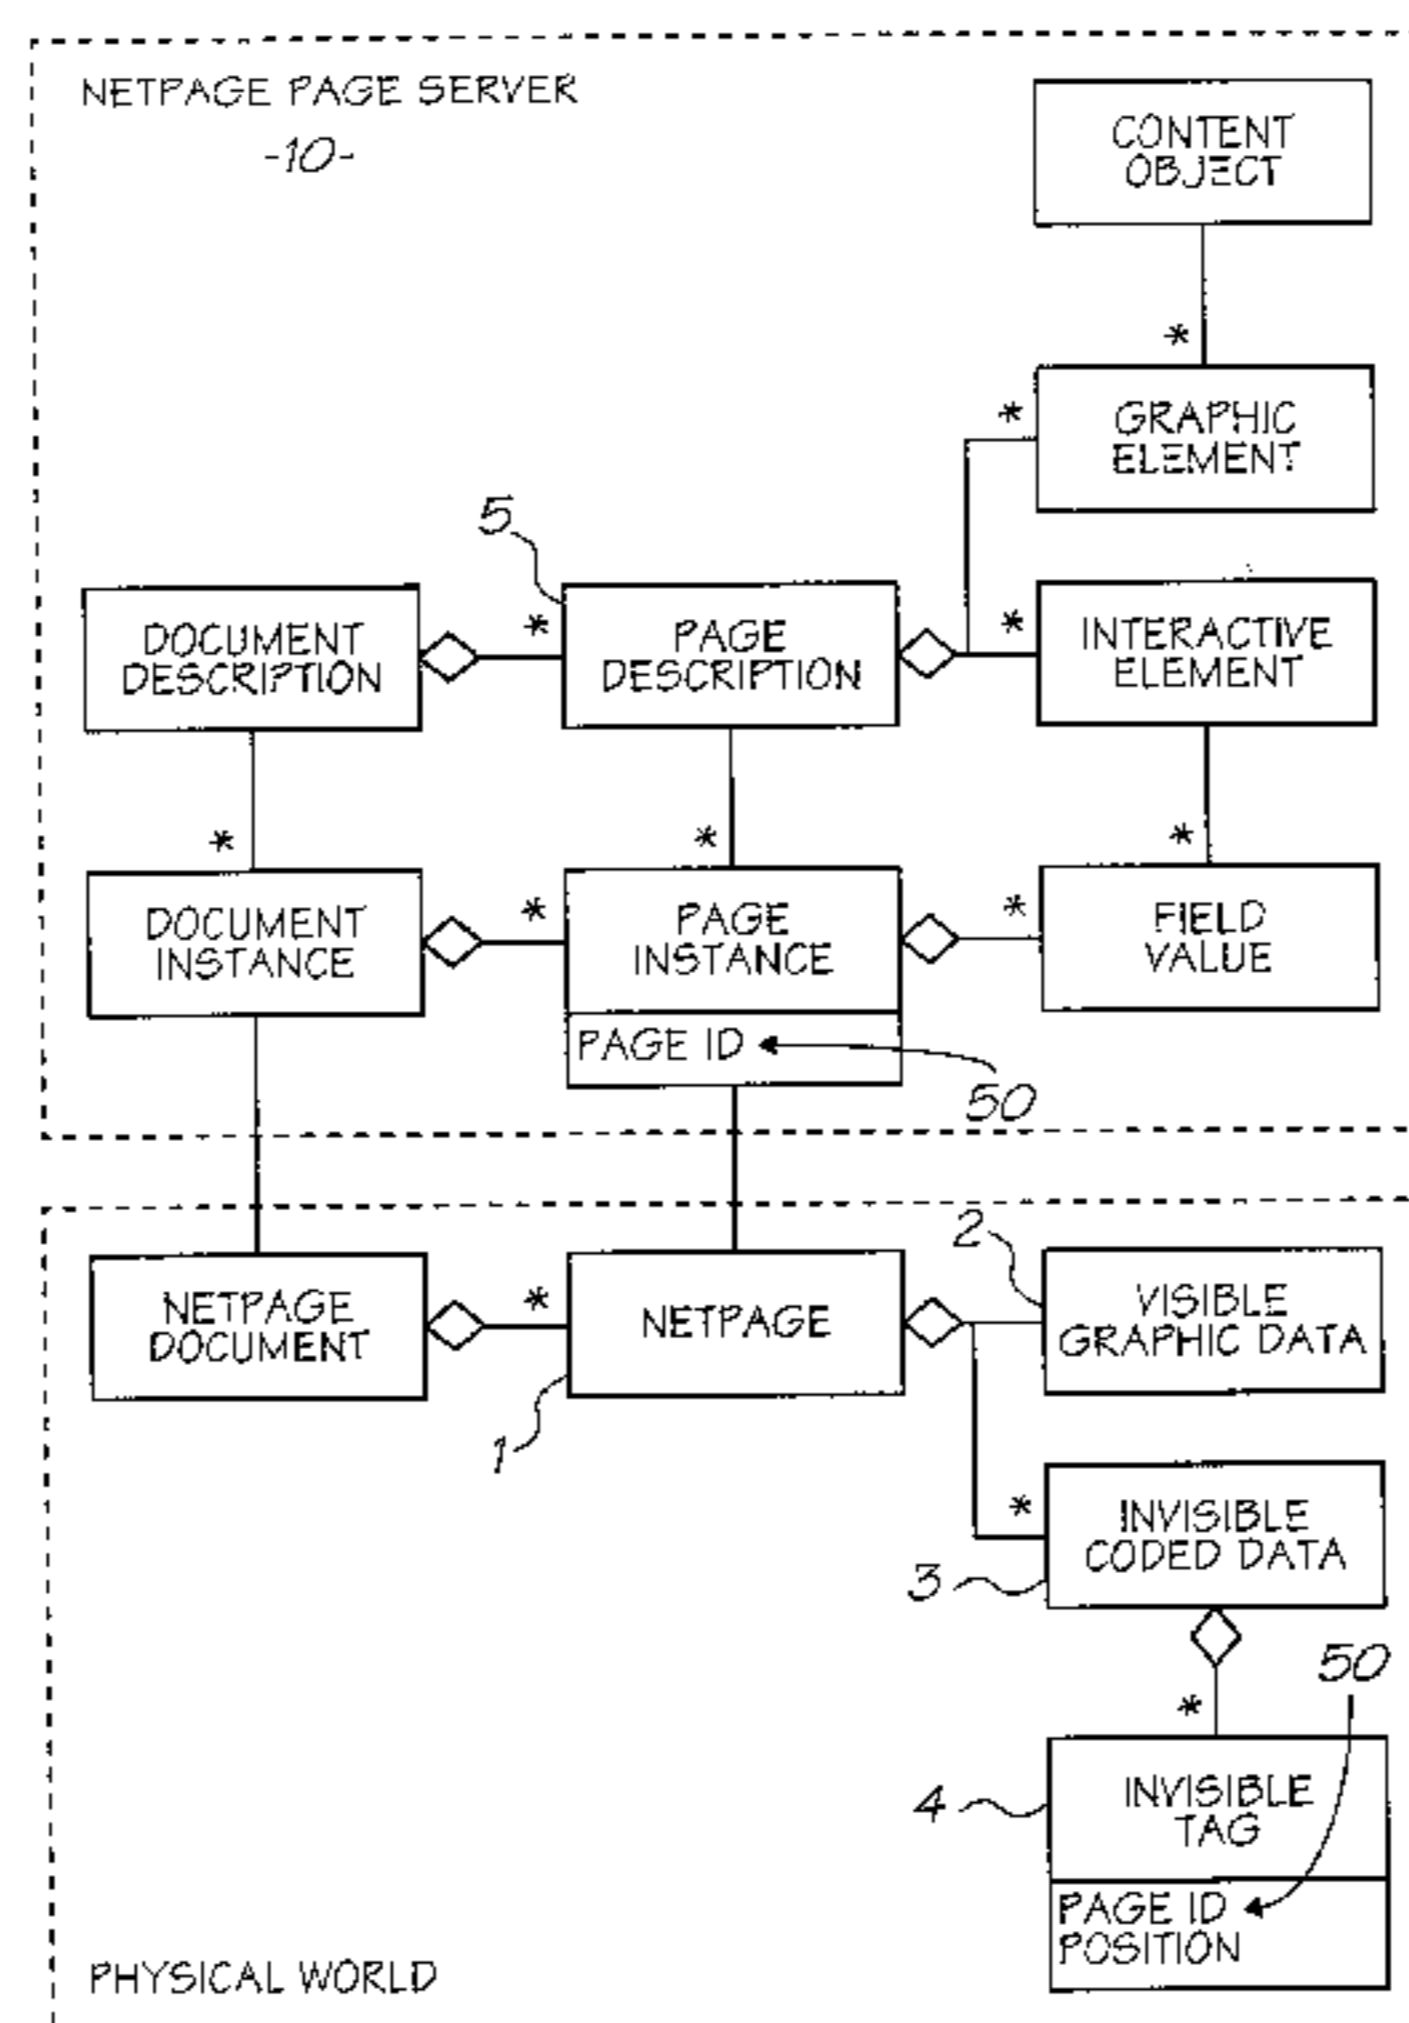 NETPAGE PAGE SERVER
-10-
CONTENT
OBJECT
*
*
GRAPHIC
ELEMENT
5
DOCUMENT
DESCRIPTION
*
PAGE
DESCRIPTION
*
INTERACTIVE
ELEMENT
*
*
*
DOCUMENT
INSTANCE
*
PAGE
INSTANCE
*
FIELD
VALUE
PAGE ID
50
2
NETPAGE
DOCUMENT
*
NETPAGE
VISIBLE
GRAPHIC DATA
1
*
INVISIBLE
CODED DATA
3
50
*
4
INVISIBLE
TAG
PAGE ID
POSITION
PHYSICAL WORLD